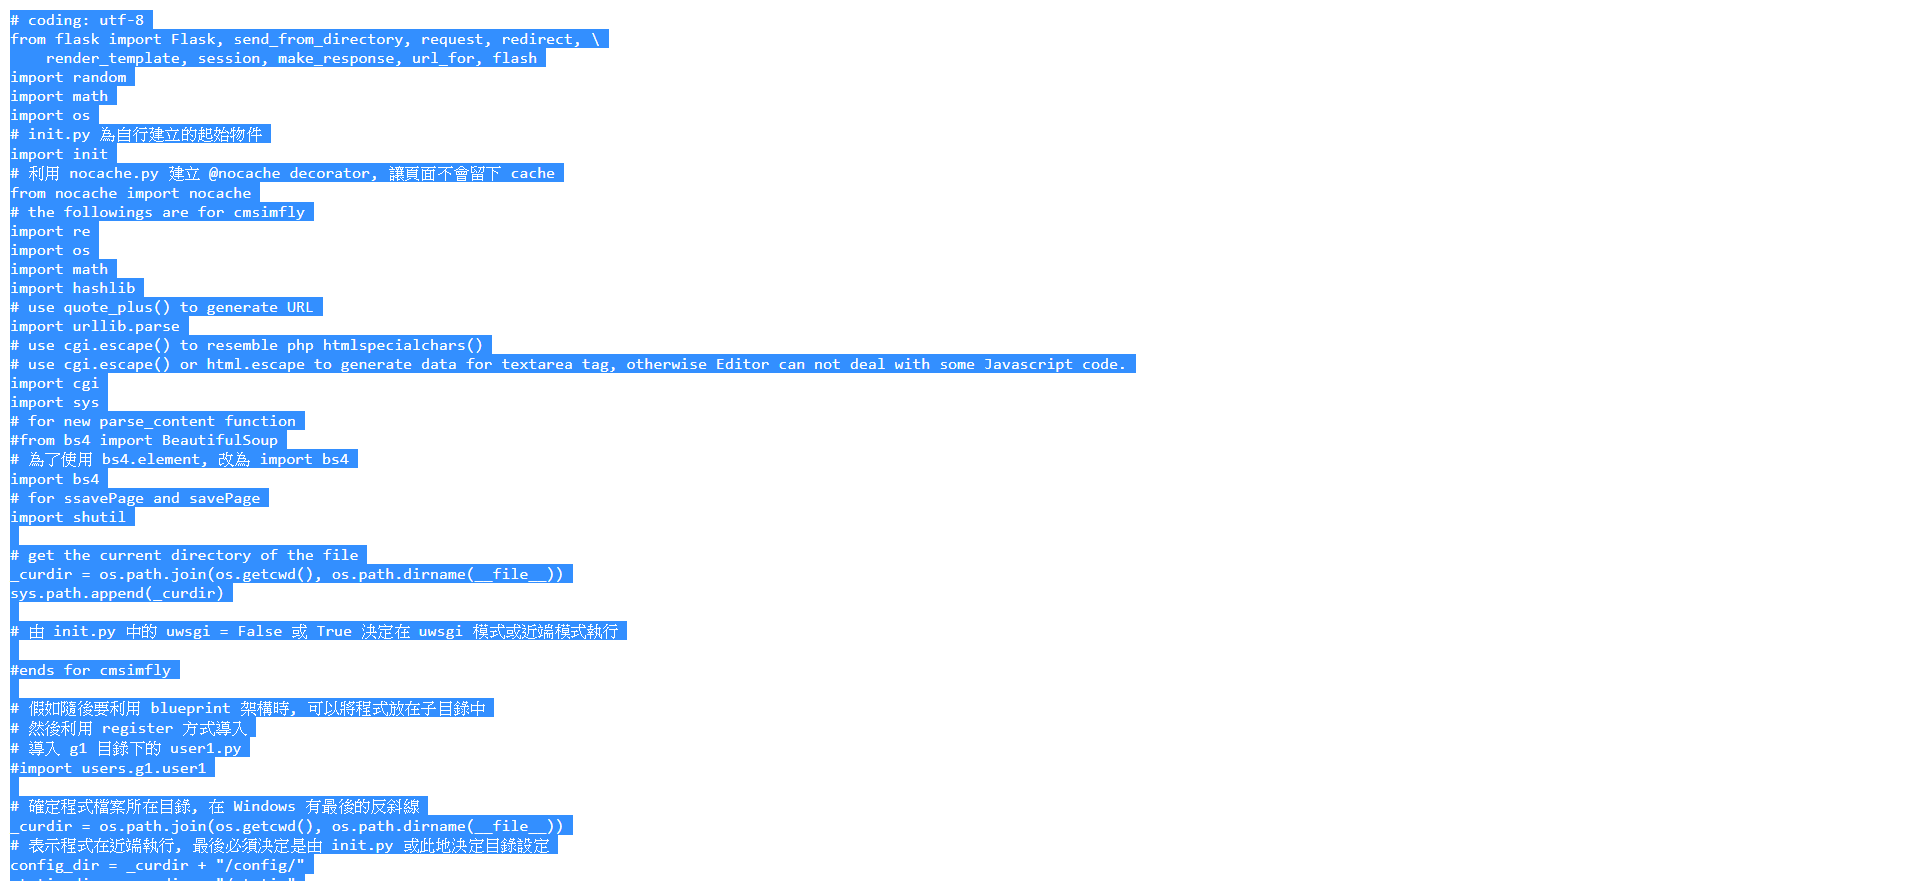 # coding: utf-8
from flask import Flask, send_from_directory, request, redirect, \
    render_template, session, make_response, url_for, flash
import random
import math
import os
# init.py 為自行建立的起始物件
import init
# 利用 nocache.py 建立 @nocache decorator, 讓頁面不會留下 cache
from nocache import nocache
# the followings are for cmsimfly
import re
import os
import math
import hashlib
# use quote_plus() to generate URL
import urllib.parse
# use cgi.escape() to resemble php htmlspecialchars()
# use cgi.escape() or html.escape to generate data for textarea tag, otherwise Editor can not deal with some Javascript code.
import cgi
import sys
# for new parse_content function
#from bs4 import BeautifulSoup
# 為了使用 bs4.element, 改為 import bs4
import bs4
# for ssavePage and savePage
import shutil

# get the current directory of the file
_curdir = os.path.join(os.getcwd(), os.path.dirname(__file__))
sys.path.append(_curdir)

# 由 init.py 中的 uwsgi = False 或 True 決定在 uwsgi 模式或近端模式執行

#ends for cmsimfly

# 假如隨後要利用 blueprint 架構時, 可以將程式放在子目錄中
# 然後利用 register 方式導入
# 導入 g1 目錄下的 user1.py
#import users.g1.user1

# 確定程式檔案所在目錄, 在 Windows 有最後的反斜線
_curdir = os.path.join(os.getcwd(), os.path.dirname(__file__))
# 表示程式在近端執行, 最後必須決定是由 init.py 或此地決定目錄設定
config_dir = _curdir + "/config/"